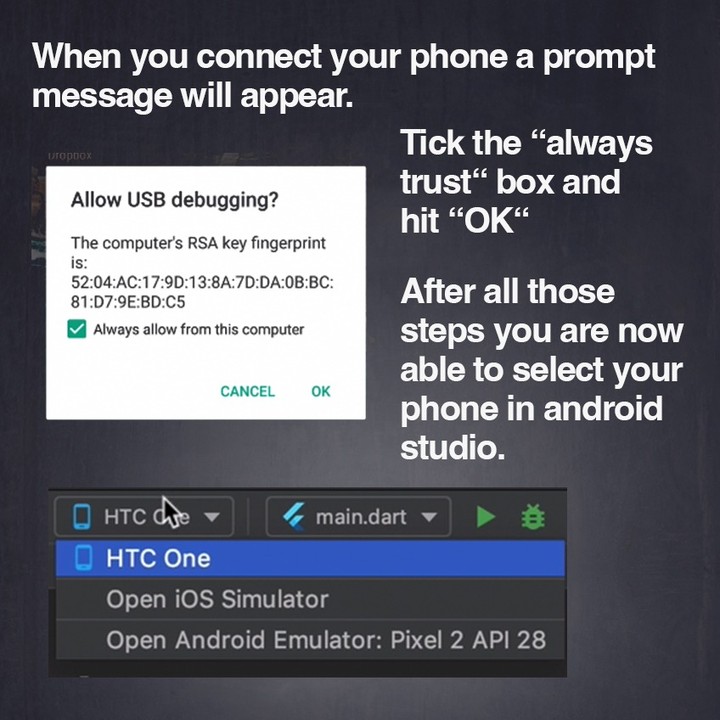 When you connect your phone a prompt
message will appear.
Tick the “always
trust“ box and
hit “OK“
After all those
steps you are now
able to select your
phone in android
studio.
Dropbox
Allow USB debugging?
The computer's RSA key fingerprint
is:
52:04:AC:17:9D:13:8A:7D:DA:0B:BC:
81:D7:9E:BD:C5
Always allow from this computer
CANCEL OK
HTC One main.dart
HTC One
Open iOS Simulator
Open Android Emulator: Pixel 2 API 28